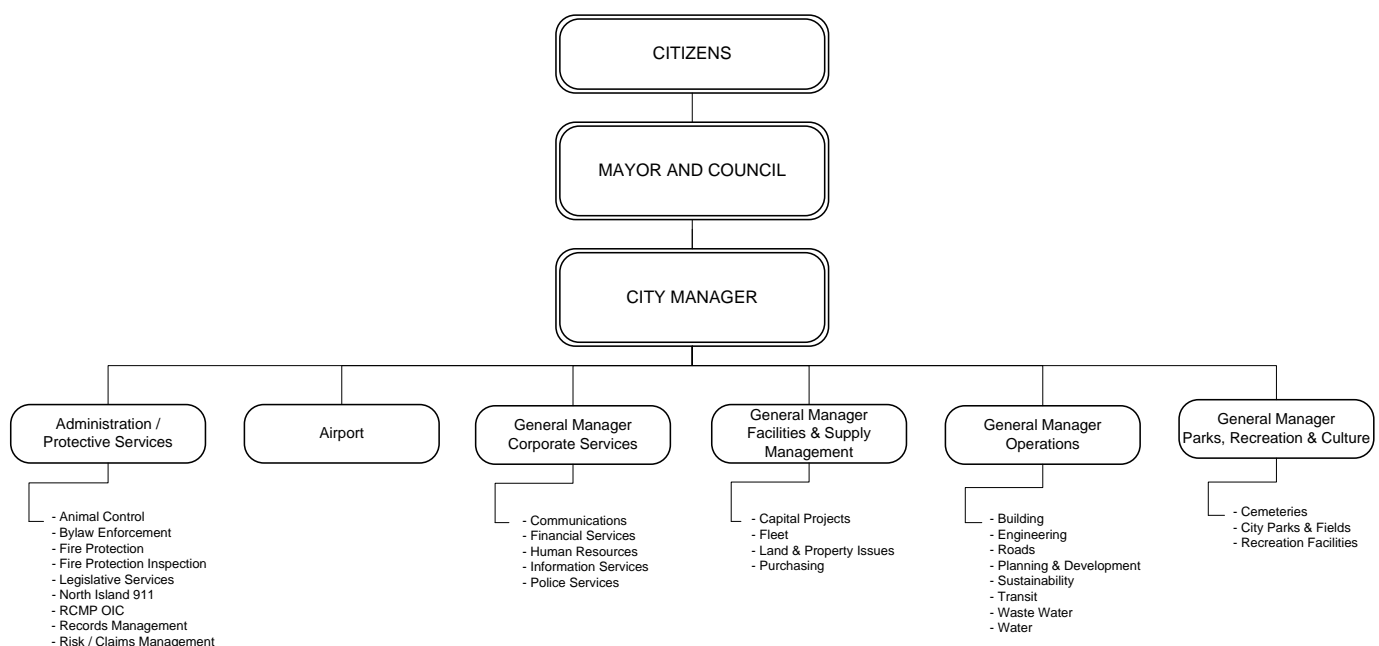 CITIZENS
MAYOR AND COUNCIL
CITY MANAGER
Administration /
Protective Services
Airport
General Manager
Corporate Services
General Manager
Facilities & Supply
Management
General Manager
Operations
General Manager
Parks, Recreation & Culture
- Animal Control
- Bylaw Enforcement
- Fire Protection
- Fire Protection Inspection
- Legislative Services
- North Island 911
- RCMP OIC
- Records Management
- Risk / Claims Management
- Communications
- Financial Services
- Human Resources
- Information Services
- Police Services
- Capital Projects
- Fleet
- Land & Property Issues
- Purchasing
- Building
- Engineering
- Roads
- Planning & Development
- Sustainability
- Transit
- Waste Water
- Water
- Cemeteries
- City Parks & Fields
- Recreation Facilities